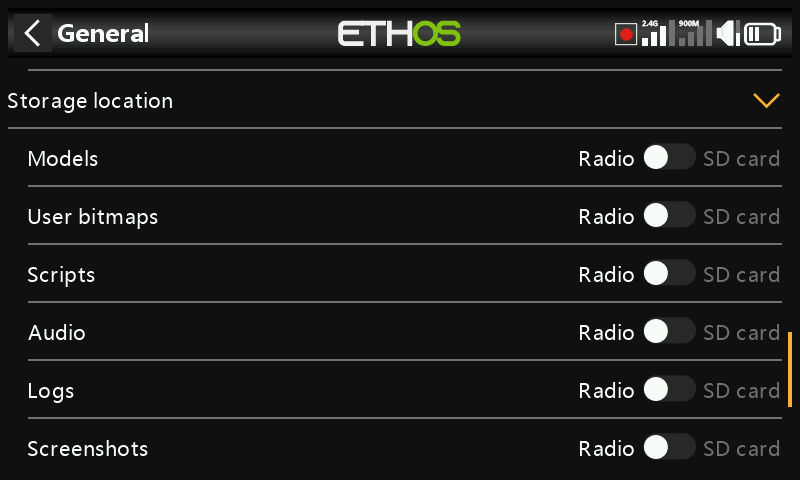 General
ETHOS
2.4G
900M
Storage location
Models Radio SD card
User bitmaps Radio SD card
Scripts Radio SD card
Audio Radio SD card
Logs Radio SD card
Screenshots Radio SD card